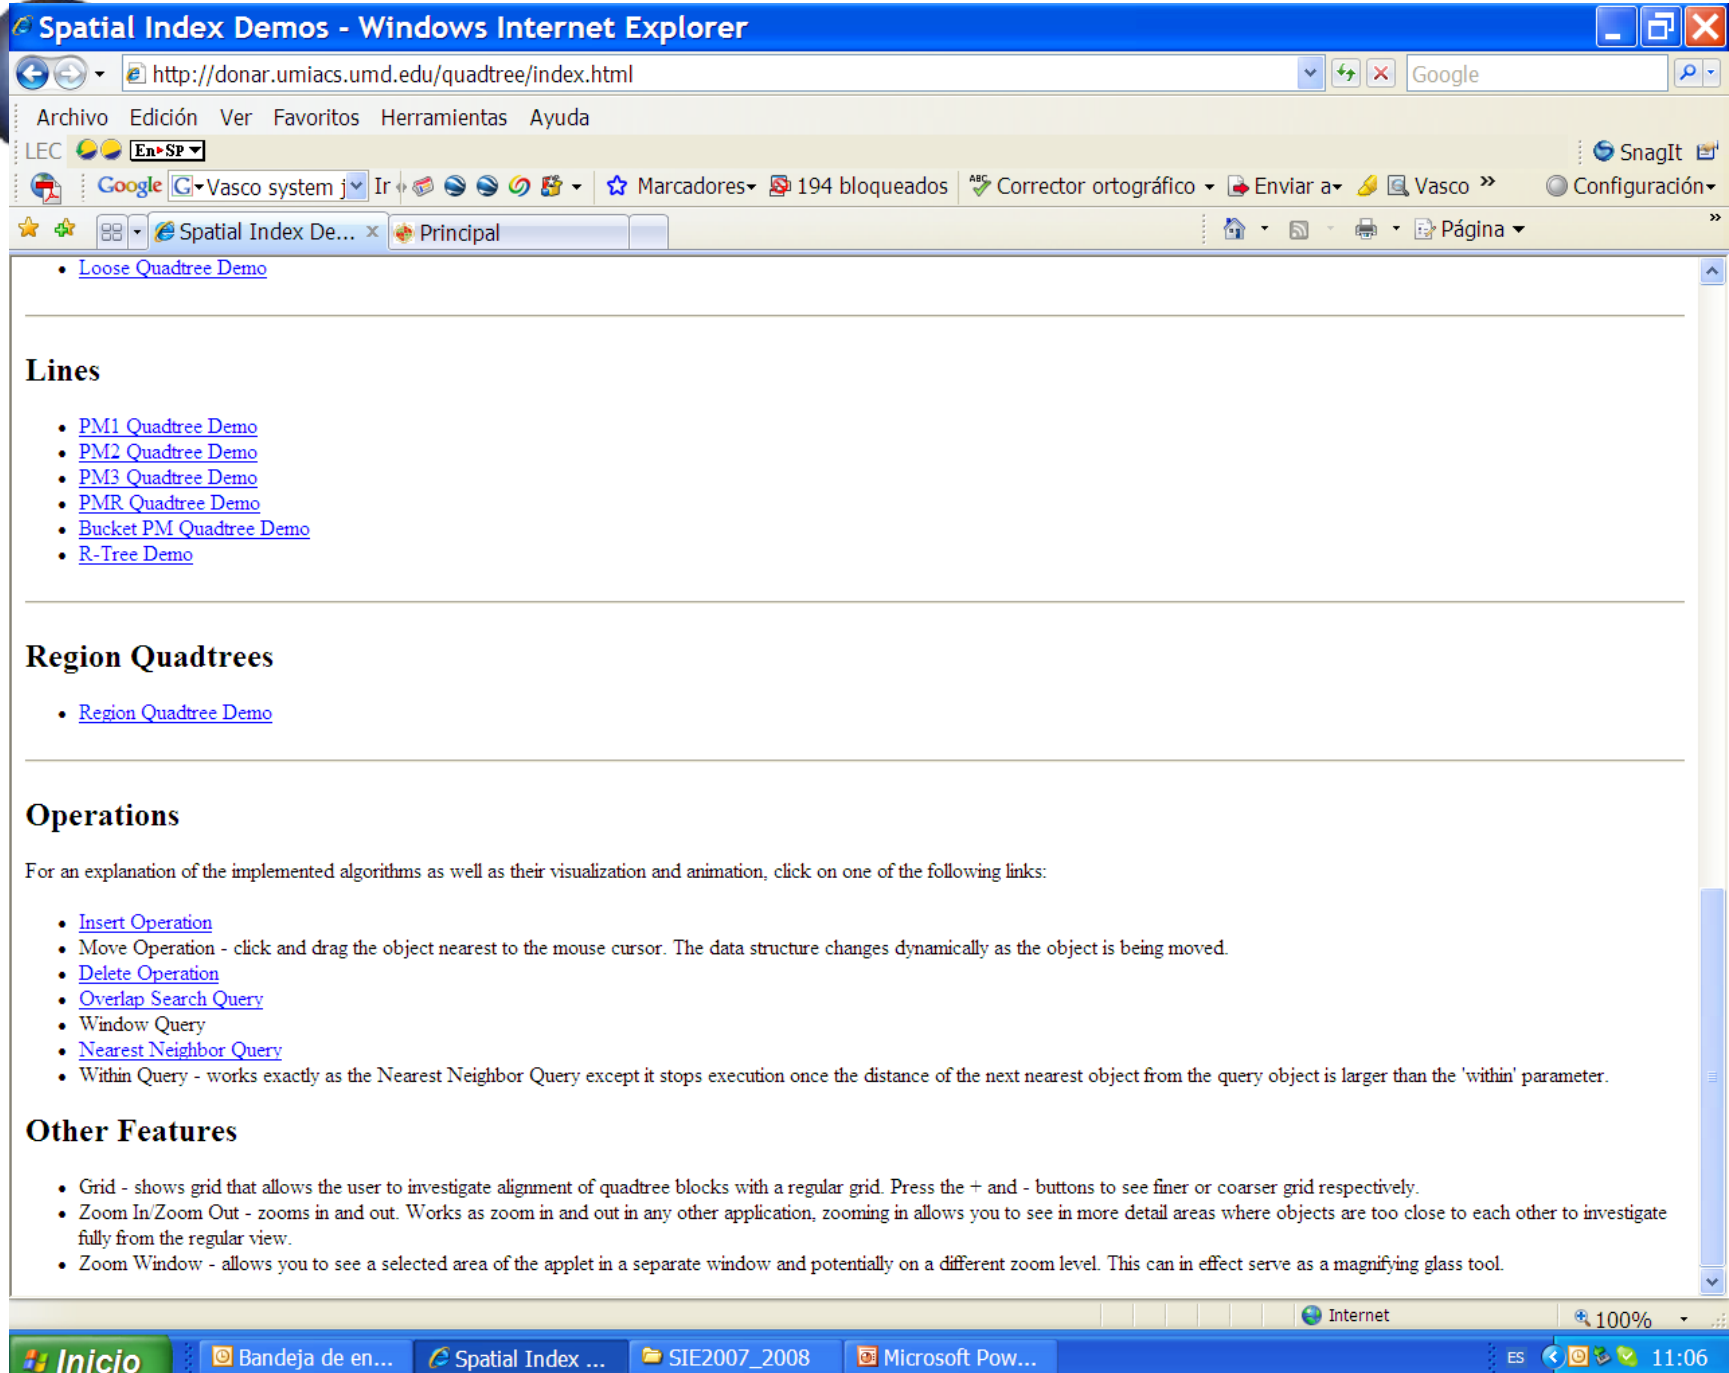 Spatial Index Demos - Windows Internet Explorer
http://donar.umiacs.umd.edu/quadtree/index.html
Google
Archivo Edición Ver Favoritos Herramientas Ayuda
LEC En▸SP
SnagIt
Google G Vasco system j Ir Marcadores 194 bloqueados ABC Corrector ortográfico Enviar a Vasco » Configuración
Spatial Index De... × Principal Página »
• Loose Quadtree Demo
Lines
• PM1 Quadtree Demo
• PM2 Quadtree Demo
• PM3 Quadtree Demo
• PMR Quadtree Demo
• Bucket PM Quadtree Demo
• R-Tree Demo
Region Quadtrees
• Region Quadtree Demo
Operations
For an explanation of the implemented algorithms as well as their visualization and animation, click on one of the following links:
• Insert Operation
• Move Operation - click and drag the object nearest to the mouse cursor. The data structure changes dynamically as the object is being moved.
• Delete Operation
• Overlap Search Query
• Window Query
• Nearest Neighbor Query
• Within Query - works exactly as the Nearest Neighbor Query except it stops execution once the distance of the next nearest object from the query object is larger than the 'within' parameter.
Other Features
• Grid - shows grid that allows the user to investigate alignment of quadtree blocks with a regular grid. Press the + and - buttons to see finer or coarser grid respectively.
• Zoom In/Zoom Out - zooms in and out. Works as zoom in and out in any other application, zooming in allows you to see in more detail areas where objects are too close to each other to investigate
fully from the regular view.
• Zoom Window - allows you to see a selected area of the applet in a separate window and potentially on a different zoom level. This can in effect serve as a magnifying glass tool.
Internet 100%
Inicio Bandeja de en... Spatial Index ... SIE2007_2008 Microsoft Pow... ES 11:06